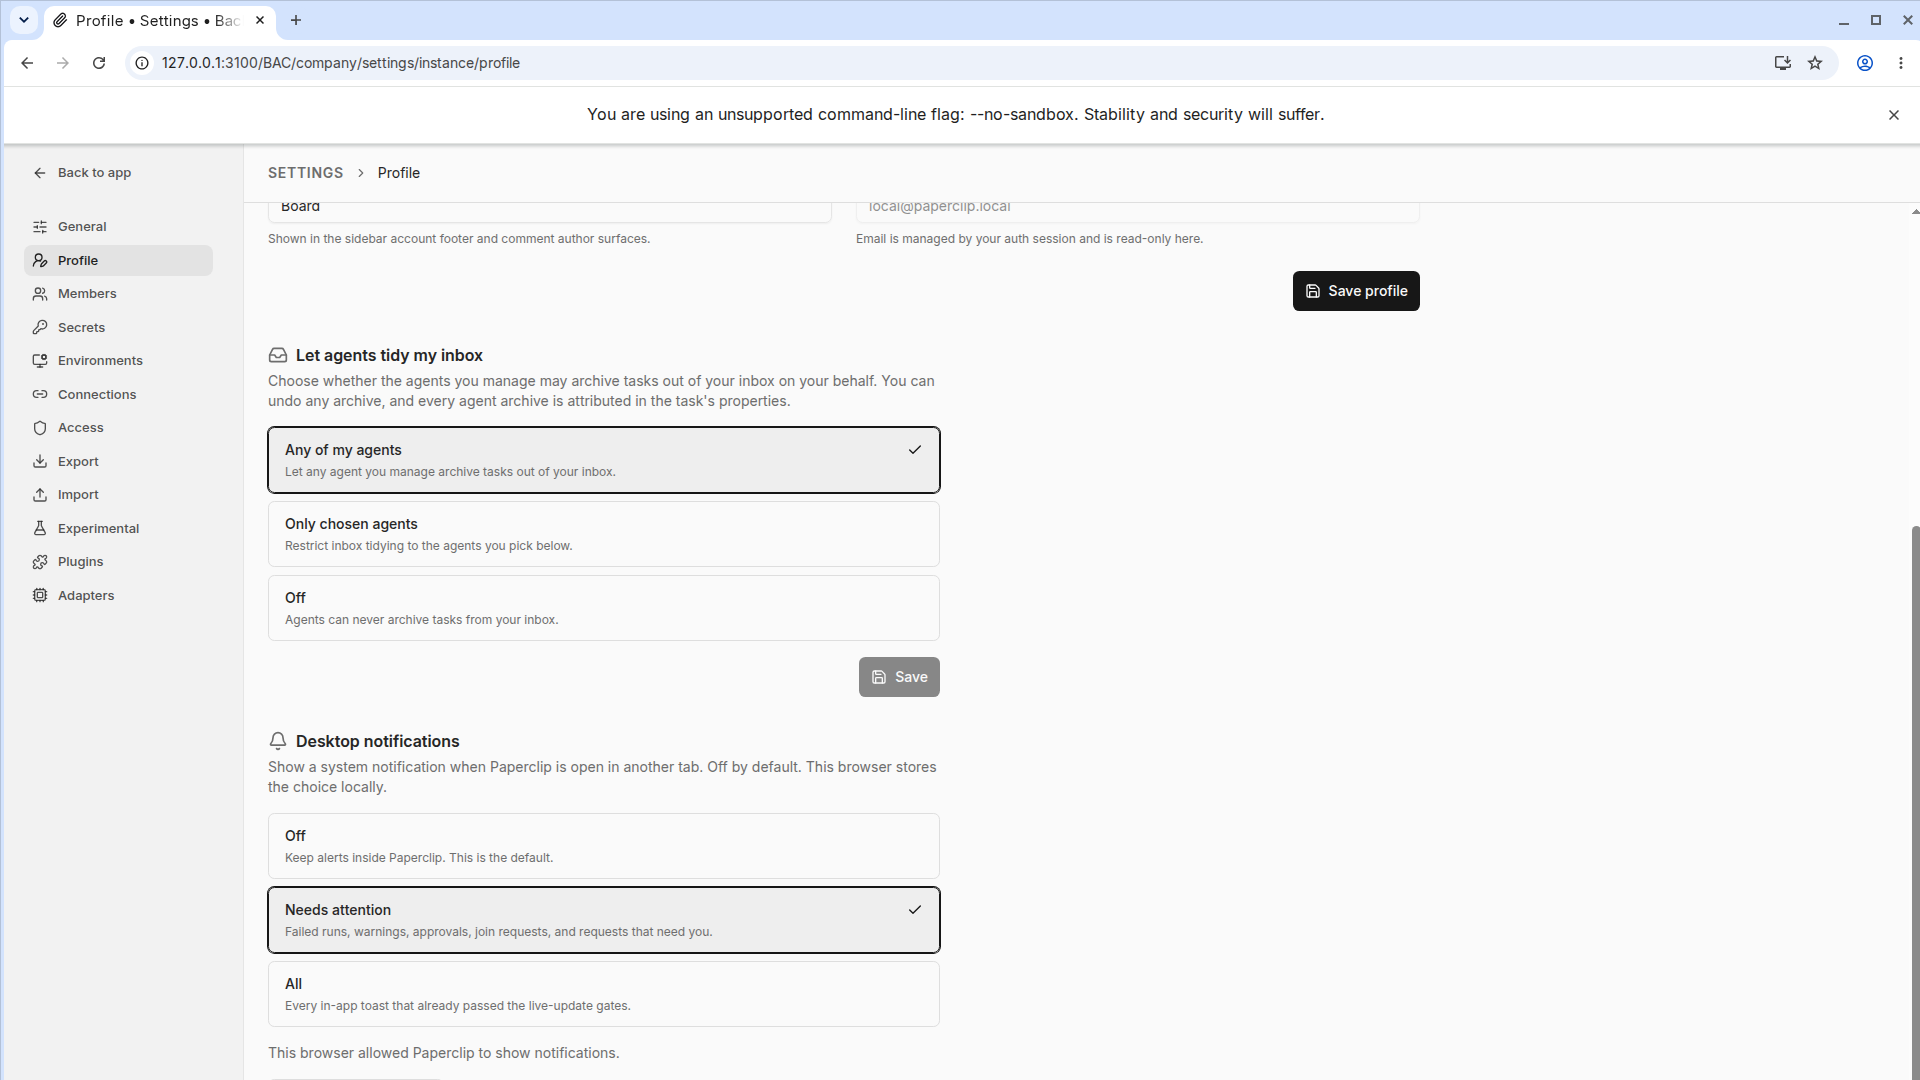 Profile • Settings • Bac
127.0.0.1:3100/BAC/company/settings/instance/profile
You are using an unsupported command-line flag: --no-sandbox. Stability and security will suffer.
Back to app
SETTINGS > Profile
General
Profile
Members
Secrets
Environments
Connections
Access
Export
Import
Experimental
Plugins
Adapters
Board
local@paperclip.local
Shown in the sidebar account footer and comment author surfaces.
Email is managed by your auth session and is read-only here.
Save profile
Let agents tidy my inbox
Choose whether the agents you manage may archive tasks out of your inbox on your behalf. You can
undo any archive, and every agent archive is attributed in the task's properties.
Any of my agents
Let any agent you manage archive tasks out of your inbox.
Only chosen agents
Restrict inbox tidying to the agents you pick below.
Off
Agents can never archive tasks from your inbox.
Save
Desktop notifications
Show a system notification when Paperclip is open in another tab. Off by default. This browser stores
the choice locally.
Off
Keep alerts inside Paperclip. This is the default.
Needs attention
Failed runs, warnings, approvals, join requests, and requests that need you.
All
Every in-app toast that already passed the live-update gates.
This browser allowed Paperclip to show notifications.